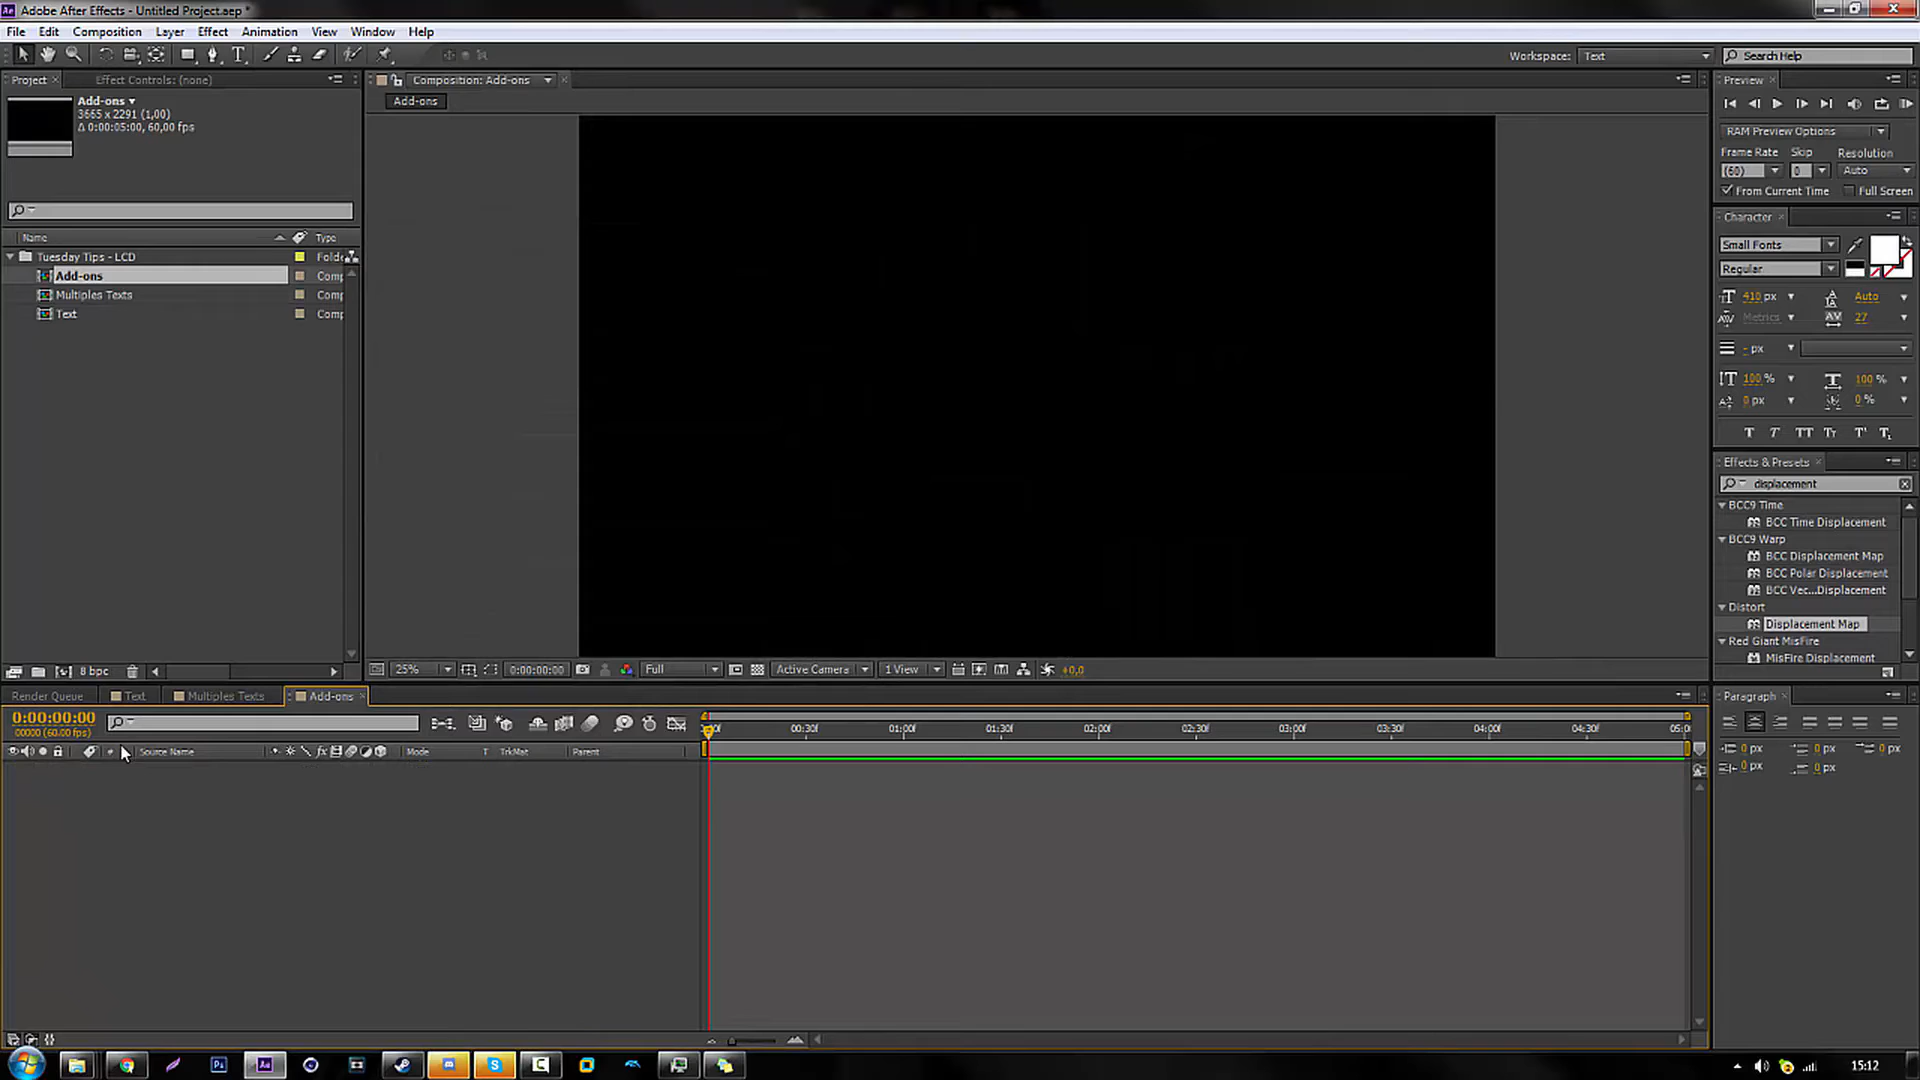 Adobe After Effects - Untitled Project.aep *
File Edit Composition Layer Effect Animation View Window Help
Workspace: Text Search Help
Project Effect Controls: (none) Composition: Add-ons Preview
Add-ons
3665 x 2291 (1,00)
Δ 0:00:05:00, 60,00 fps
Add-ons
RAM Preview Options
Frame Rate Skip Resolution
(60) 0 Auto
From Current Time Full Screen
Character
Small Fonts
Regular
410 px Auto
Metrics 27
- px
100 % 100 %
0 px 0 %
T T TT Tt T' T,
Name Type
Tuesday Tips - LCD Folde
Add-ons Comp
Multiples Texts Comp
Text Comp
Effects & Presets
displacement
BCC9 Time
BCC Time Displacement
BCC9 Warp
BCC Displacement Map
BCC Polar Displacement
BCC Vec...Displacement
Distort
Displacement Map
Red Giant MisFire
MisFire Displacement
8 bpc 25% 0:00:00:00 Full Active Camera 1 View +0,0
Render Queue Text Multiples Texts Add-ons Paragraph
0:00:00:00
00000 (60.00 fps)
00:30f 01:00f 01:30f 02:00f 02:30f 03:00f 03:30f 04:00f 04:30f 05:0
# Source Name fx Mode T TrkMat Parent
0 px 0 px 0 px
0 px 0 px
15:12